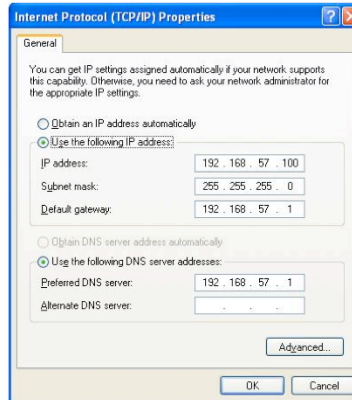 Internet Protocol (TCP/IP) Properties
General
You can get IP settings assigned automatically if your network supports
this capability. Otherwise, you need to ask your network administrator for
the appropriate IP settings.
Obtain an IP address automatically
Use the following IP address:
IP address: 192 . 168 . 57 . 100
Subnet mask: 255 . 255 . 255 . 0
Default gateway: 192 . 168 . 57 . 1
Obtain DNS server address automatically
Use the following DNS server addresses:
Preferred DNS server: 192 . 168 . 57 . 1
Alternate DNS server: . . .
Advanced...
OK Cancel